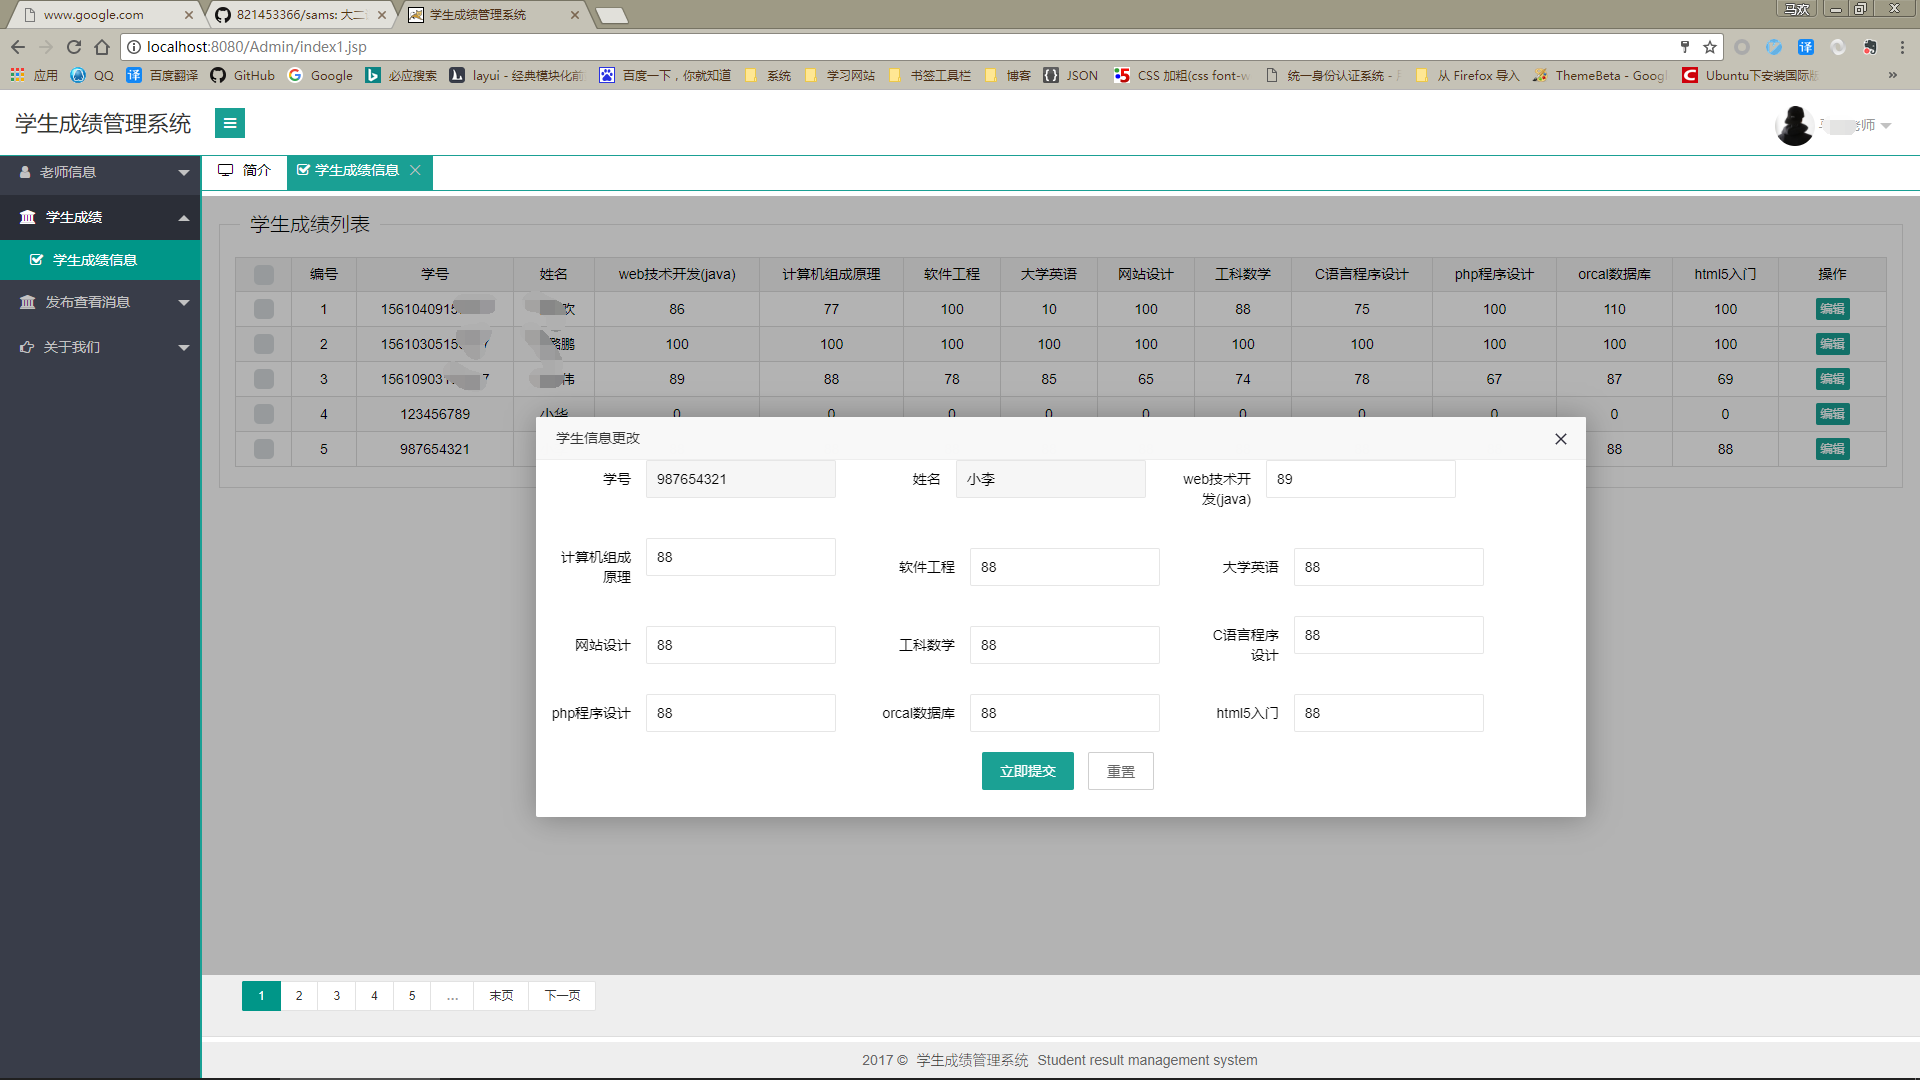 www.google.com
821453366/sams: 大二
学生成绩管理系统
马欢
localhost:8080/Admin/index1.jsp
应用 QQ 百度翻译 GitHub Google 必应搜索 layui - 经典模块化前 百度一下，你就知道 系统 学习网站 书签工具栏 博客 JSON CSS 加粗(css font-w 统一身份认证系统 - 从 Firefox 导入 ThemeBeta - Googl Ubuntu下安装国际版 »
学生成绩管理系统
老师
老师信息
学生成绩
学生成绩信息
发布查看消息
关于我们
简介
学生成绩信息
学生成绩列表
编号 学号 姓名 web技术开发(java) 计算机组成原理 软件工程 大学英语 网站设计 工科数学 C语言程序设计 php程序设计 orcal数据库 html5入门 操作
1 1561040915 欢 86 77 100 10 100 88 75 100 110 100 编辑
2 1561030515 鹏 100 100 100 100 100 100 100 100 100 100 编辑
3 15610903 7 伟 89 88 78 85 65 74 78 67 87 69 编辑
4 123456789 小华 0 0 0 0 0 0 0 0 0 0 编辑
5 987654321 88 88 编辑
学生信息更改
学号 987654321 姓名 小李 web技术开发(java) 89
计算机组成原理 88 软件工程 88 大学英语 88
网站设计 88 工科数学 88 C语言程序设计 88
php程序设计 88 orcal数据库 88 html5入门 88
立即提交 重置
1 2 3 4 5 … 末页 下一页
2017 © 学生成绩管理系统 Student result management system